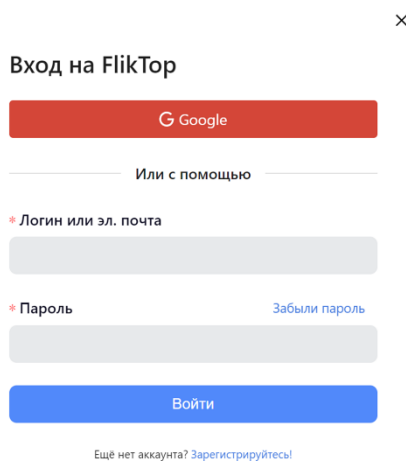 Вход на FlikTop
Google
Или с помощью
* Логин или эл. почта
* Пароль Забыли пароль
Войти
Ещё нет аккаунта? Зарегистрируйтесь!